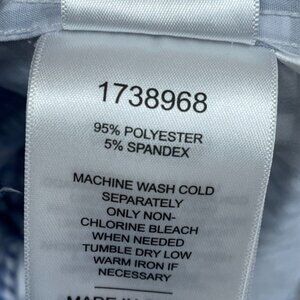 1738968
95% POLYESTER
5% SPANDEX
MACHINE WASH COLD
SEPARATELY
ONLY NON-
CHLORINE BLEACH
WHEN NEEDED
TUMBLE DRY LOW
WARM IRON IF
NECESSARY